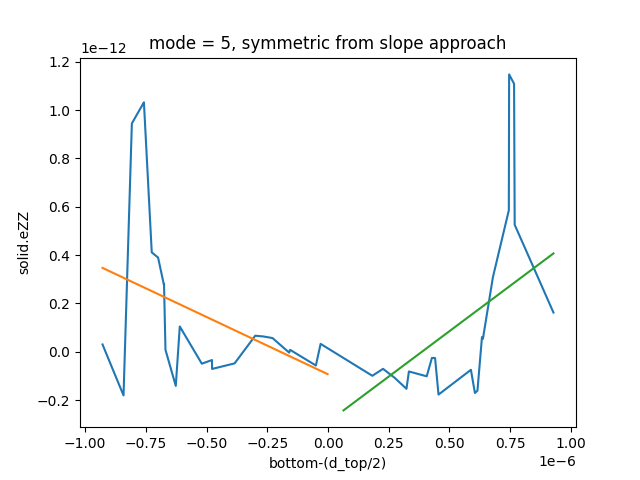 mode = 5, symmetric from slope approach
1e−12
1.2
1.0
0.8
0.6
0.4
0.2
0.0
−0.2
solid.eZZ
−1.00 −0.75 −0.50 −0.25 0.00 0.25 0.50 0.75 1.00
bottom-(d_top/2)
1e−6